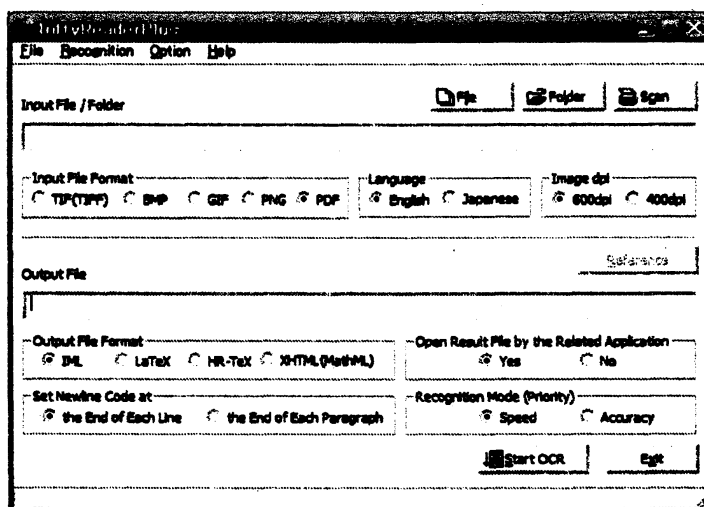 InftyReaderPlus
File Recognition Option Help
File Folder Scan
Input File / Folder
Input File Format Language Image dpi
TIF(TIFF) BMP GIF PNG PDF English Japanese 600dpi 400dpi
Reference
Output File
Output File Format Open Result File by the Related Application
IML LaTeX HR-TeX XHTML(MathML) Yes No
Set Newline Code at Recognition Mode (Priority)
the End of Each Line the End of Each Paragraph Speed Accuracy
Start OCR Exit